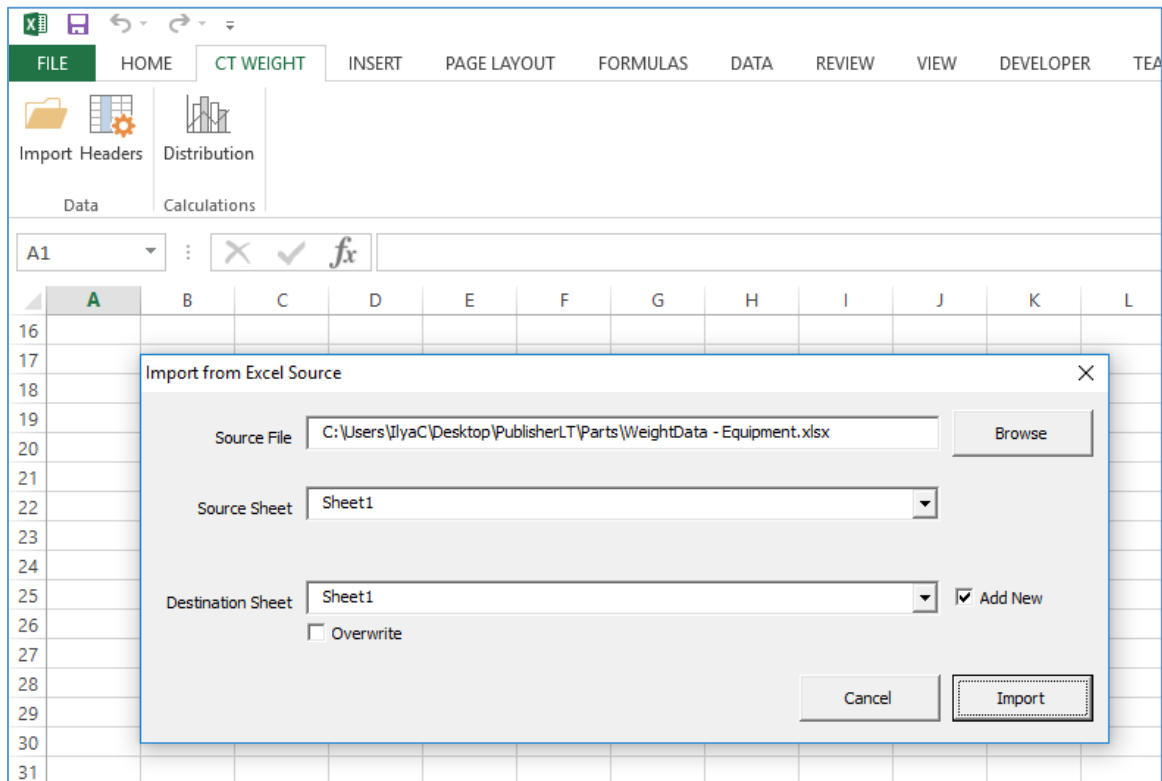 FILE HOME CT WEIGHT INSERT PAGE LAYOUT FORMULAS DATA REVIEW VIEW DEVELOPER TEA
Import Headers Distribution
Data Calculations
A1 fx
A B C D E F G H I J K L
16
17
Import from Excel Source
18
19
Source File C:\Users\IlyaC\Desktop\PublisherLT\Parts\WeightData - Equipment.xlsx Browse
20
21
22
Source Sheet Sheet1
23
24
25
Destination Sheet Sheet1 Add New
26
Overwrite
27
28
Cancel Import
29
30
31